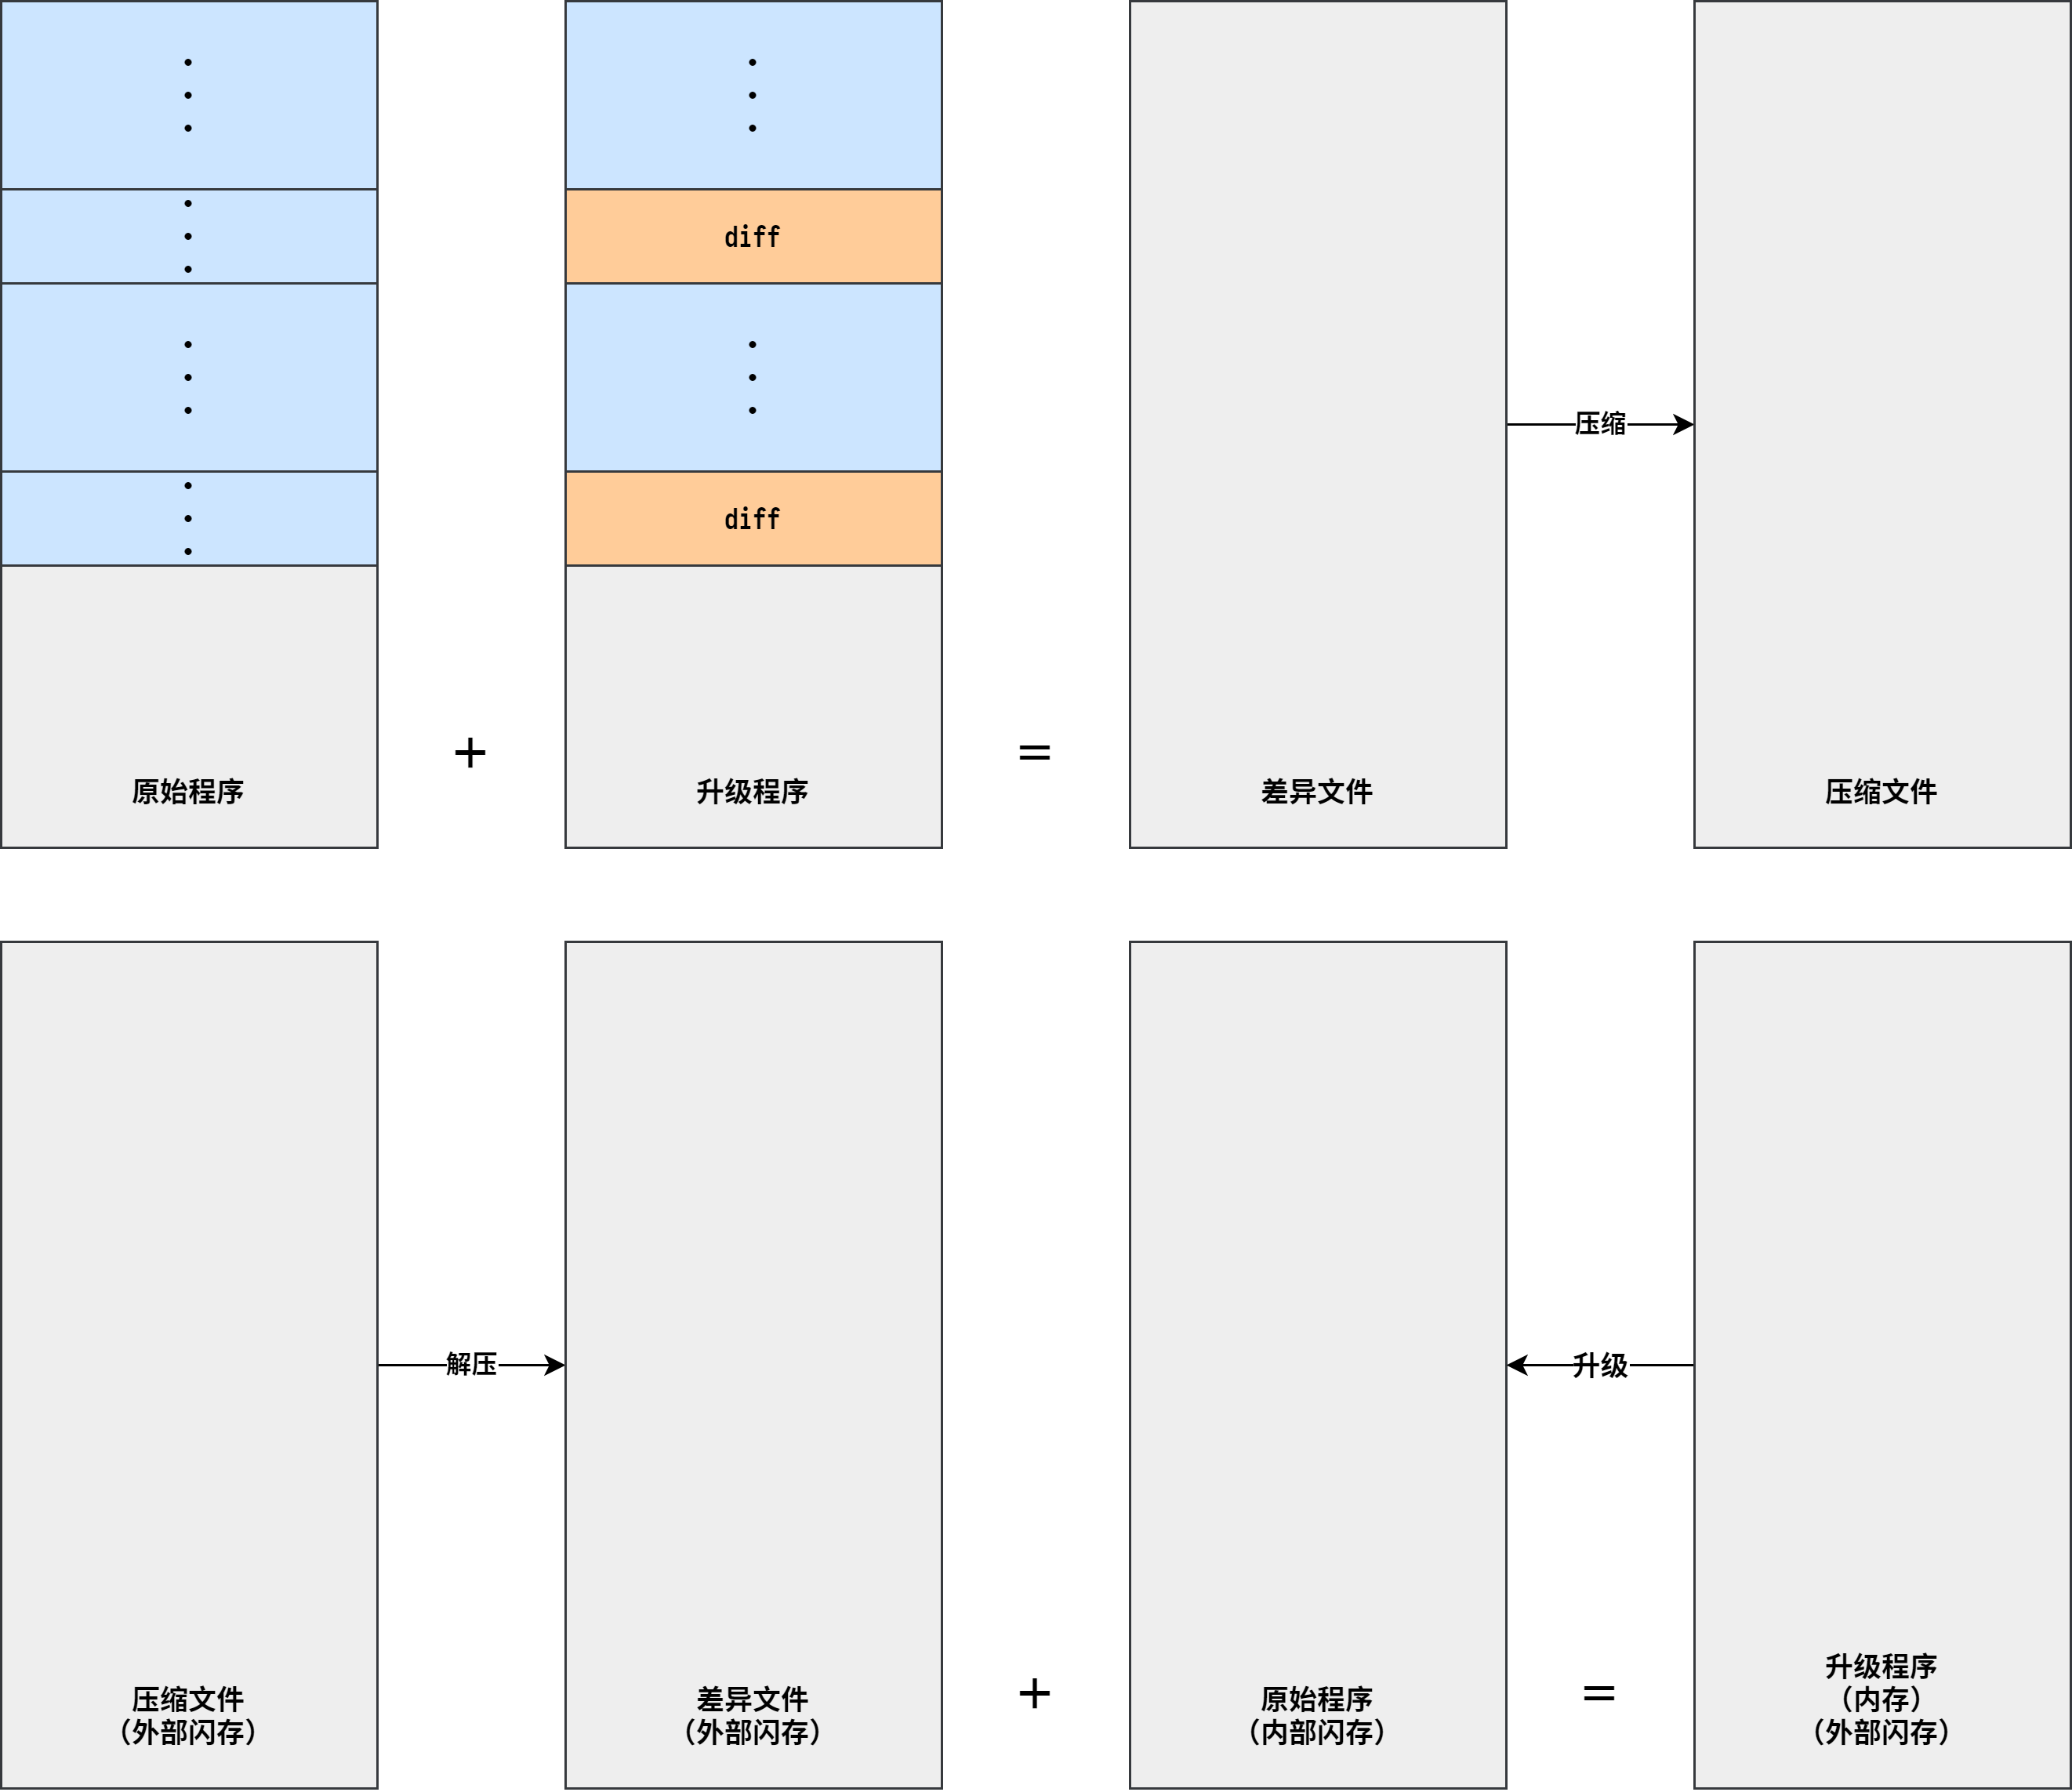 diff
diff
压缩
+
=
原始程序
升级程序
差异文件
压缩文件
解压
升级
压缩文件
（外部闪存）
差异文件
（外部闪存）
+
原始程序
（内部闪存）
=
升级程序
（内存）
（外部闪存）